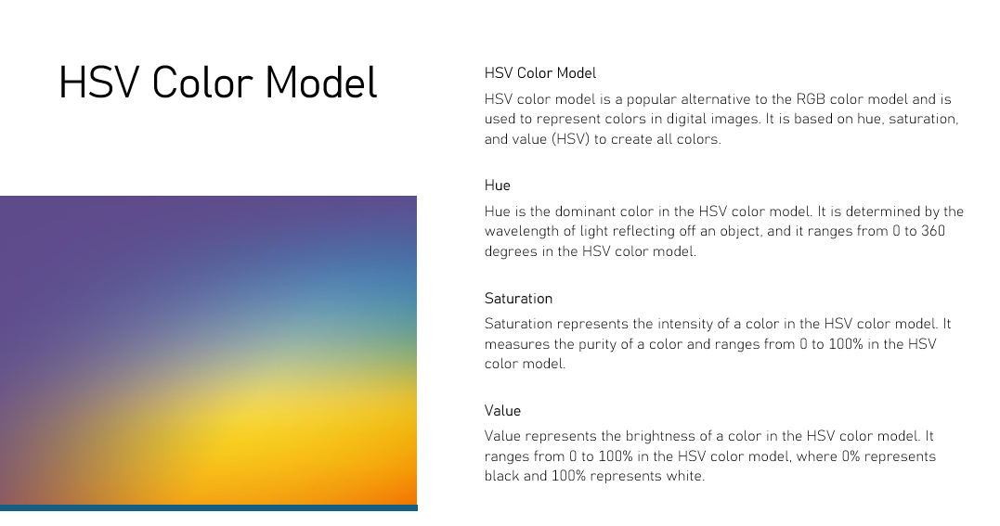 HSV Color Model
HSV Color Model
HSV color model is a popular alternative to the RGB color model and is
used to represent colors in digital images. It is based on hue, saturation,
and value (HSV) to create all colors.
Hue
Hue is the dominant color in the HSV color model. It is determined by the
wavelength of light reflecting off an object, and it ranges from 0 to 360
degrees in the HSV color model.
Saturation
Saturation represents the intensity of a color in the HSV color model. It
measures the purity of a color and ranges from 0 to 100% in the HSV
color model.
Value
Value represents the brightness of a color in the HSV color model. It
ranges from 0 to 100% in the HSV color model, where 0% represents
black and 100% represents white.